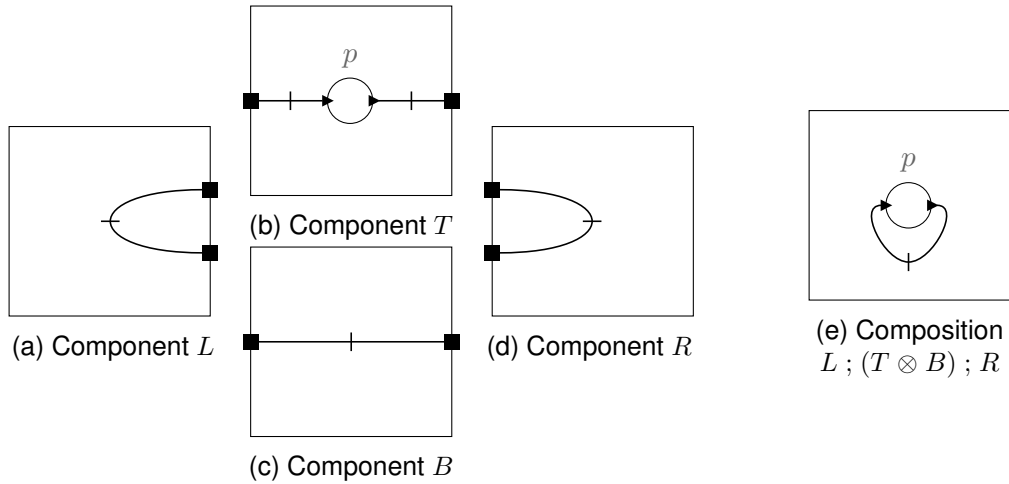 p
(b) Component T
(a) Component L
(c) Component B
(d) Component R
p
(e) Composition
L ; (T ⊗ B) ; R